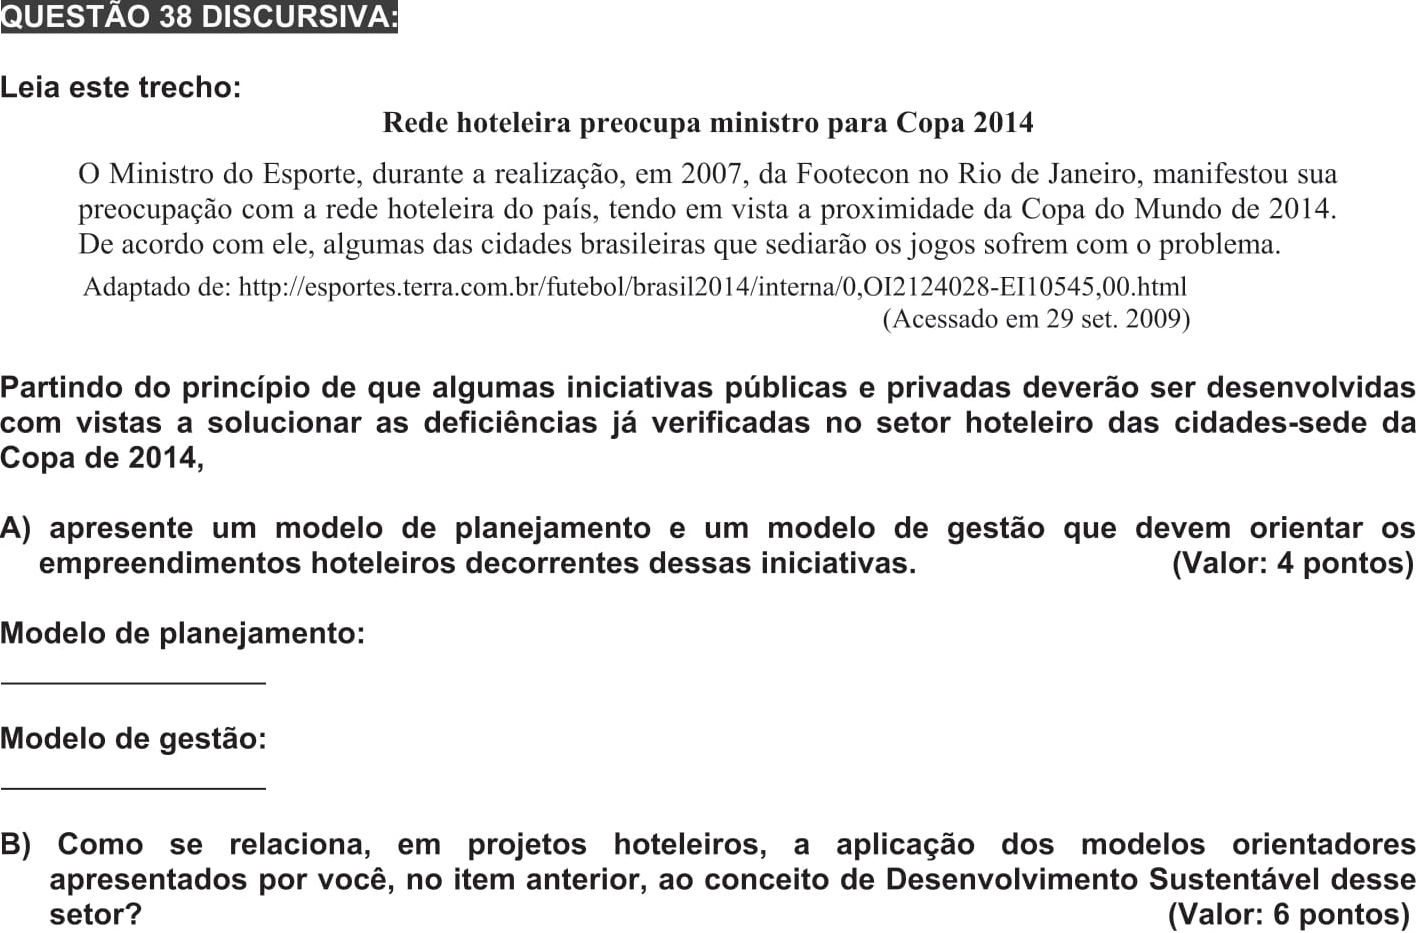 QUESTÃO 38 DISCURSIVA:
Leia este trecho:
Rede hoteleira preocupa ministro para Copa 2014
O Ministro do Esporte, durante a realização, em 2007, da Footecon no Rio de Janeiro, manifestou sua
preocupação com a rede hoteleira do país, tendo em vista a proximidade da Copa do Mundo de 2014.
De acordo com ele, algumas das cidades brasileiras que sediarão os jogos sofrem com o problema.
Adaptado de: http://esportes.terra.com.br/futebol/brasil2014/interna/0,OI2124028-EI10545,00.html
(Acessado em 29 set. 2009)
Partindo do princípio de que algumas iniciativas públicas e privadas deverão ser desenvolvidas
com vistas a solucionar as deficiências já verificadas no setor hoteleiro das cidades-sede da
Copa de 2014,
A) apresente um modelo de planejamento e um modelo de gestão que devem orientar os
empreendimentos hoteleiros decorrentes dessas iniciativas. (Valor: 4 pontos)
Modelo de planejamento:
Modelo de gestão:
B) Como se relaciona, em projetos hoteleiros, a aplicação dos modelos orientadores
apresentados por você, no item anterior, ao conceito de Desenvolvimento Sustentável desse
setor? (Valor: 6 pontos)